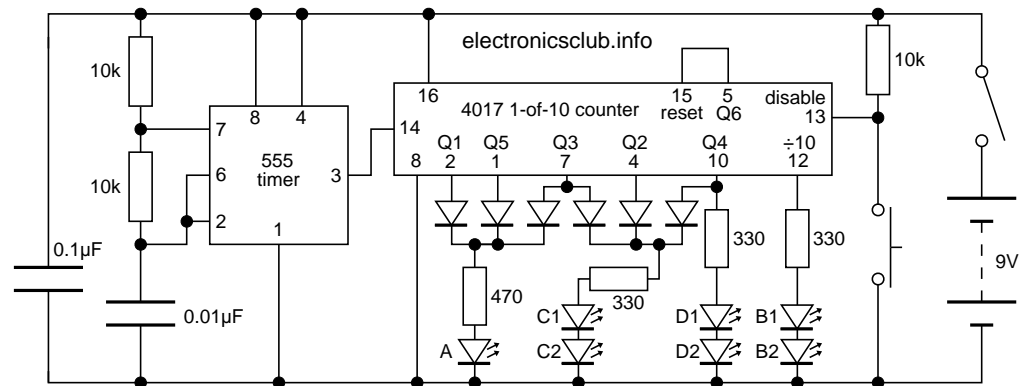 electronicsclub.info
10k
10k
0.1µF
0.01µF
8
4
7
6
2
3
1
555
timer
16
15
reset
5
Q6
disable
13
4017 1-of-10 counter
14
8
Q1
2
Q5
1
Q3
7
Q2
4
Q4
10
÷10
12
10k
470
330
330
330
A
C1
C2
D1
D2
B1
B2
9V